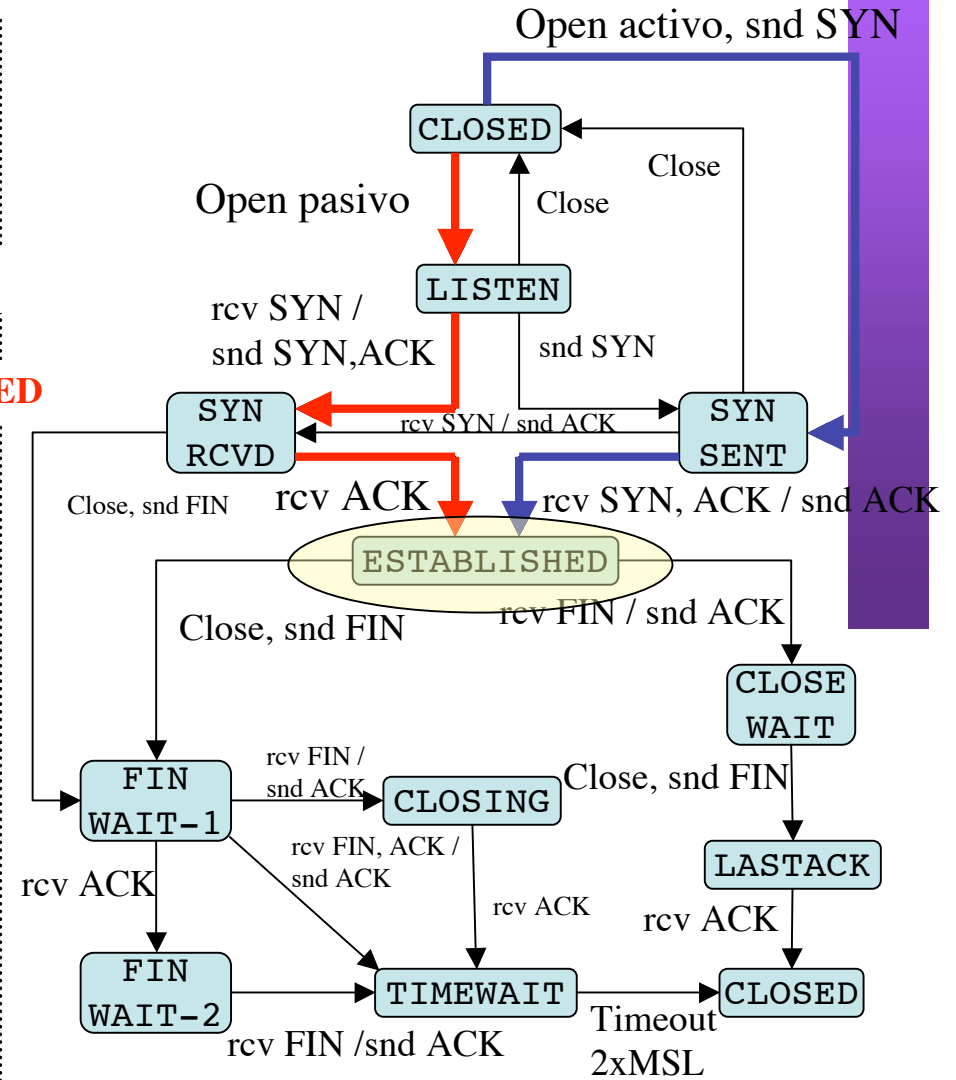 Open activo, snd SYN
CLOSED
Close
Open pasivo
Close
LISTEN
rcv SYN /
snd SYN,ACK
snd SYN
ED
SYN
RCVD
rcv SYN / snd ACK
SYN
SENT
Close, snd FIN
rcv ACK
rcv SYN, ACK / snd ACK
ESTABLISHED
rcv FIN / snd ACK
Close, snd FIN
CLOSE
WAIT
FIN
WAIT-1
rcv FIN /
snd ACK
CLOSING
Close, snd FIN
rcv FIN, ACK /
snd ACK
LASTACK
rcv ACK
rcv ACK
rcv ACK
FIN
WAIT-2
TIMEWAIT
CLOSED
rcv FIN /snd ACK
Timeout
2xMSL